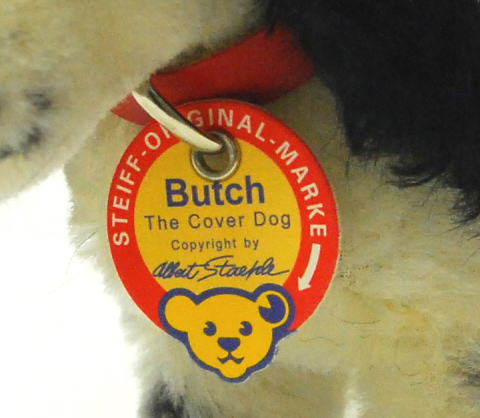 STEIFF-ORIGINAL-MARKE
Butch
The Cover Dog
Copyright by
Albert Staehle